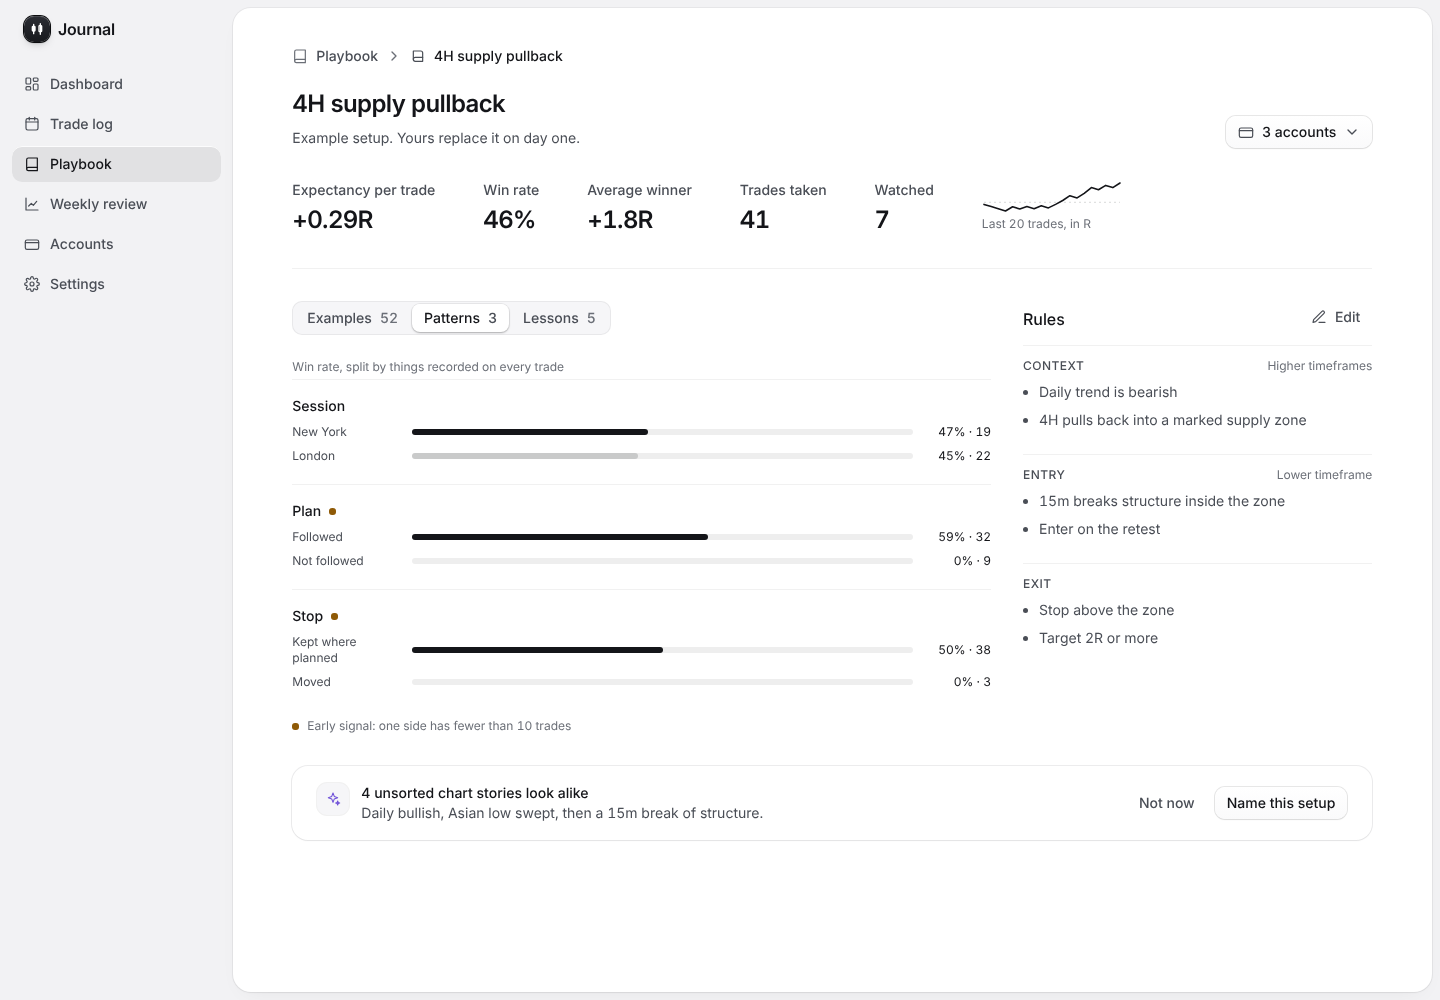 Journal
Dashboard
Trade log
Playbook
Weekly review
Accounts
Settings
Playbook
4H supply pullback
4H supply pullback
Example setup. Yours replace it on day one.
3 accounts
Expectancy per trade
+0.29R
Win rate
46%
Average winner
+1.8R
Trades taken
41
Watched
7
Last 20 trades, in R
Examples 52
Patterns 3
Lessons 5
Win rate, split by things recorded on every trade
Session
New York 47% · 19
London 45% · 22
Plan
Followed 59% · 32
Not followed 0% · 9
Stop
Kept where
planned 50% · 38
Moved 0% · 3
Early signal: one side has fewer than 10 trades
Rules
Edit
CONTEXT Higher timeframes
• Daily trend is bearish
• 4H pulls back into a marked supply zone
ENTRY Lower timeframe
• 15m breaks structure inside the zone
• Enter on the retest
EXIT
• Stop above the zone
• Target 2R or more
4 unsorted chart stories look alike
Daily bullish, Asian low swept, then a 15m break of structure.
Not now
Name this setup